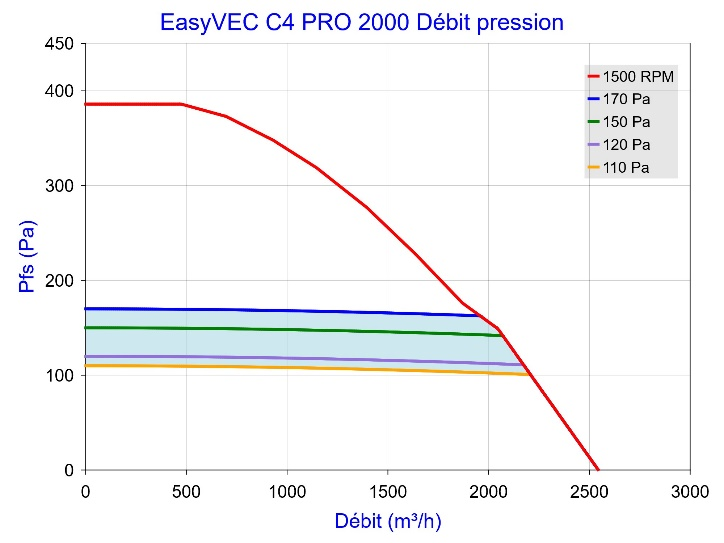 EasyVEC C4 PRO 2000 Débit pression
450
400
300
200
100
0
Pfs (Pa)
1500 RPM
170 Pa
150 Pa
120 Pa
110 Pa
0 500 1000 1500 2000 2500 3000
Débit (m³/h)